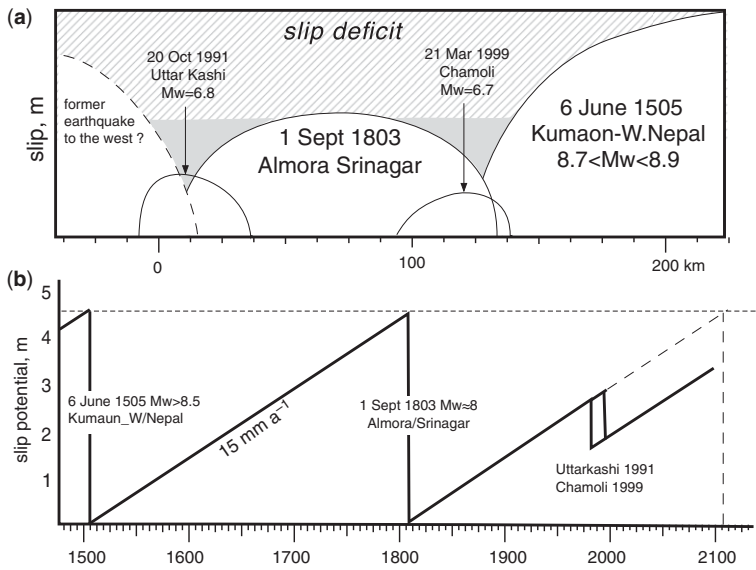 (a)
slip deficit
20 Oct 1991
Uttar Kashi
Mw=6.8
21 Mar 1999
Chamoli
Mw=6.7
former
earthquake
to the west ?
1 Sept 1803
Almora Srinagar
6 June 1505
Kumaon-W.Nepal
8.7<Mw<8.9
slip, m
0
100
200 km
(b)
5
4
3
2
1
slip potential, m
6 June 1505 Mw>8.5
Kumaun_W/Nepal
15 mm a⁻¹
1 Sept 1803 Mw≈8
Almora/Srinagar
Uttarkashi 1991
Chamoli 1999
1500
1600
1700
1800
1900
2000
2100